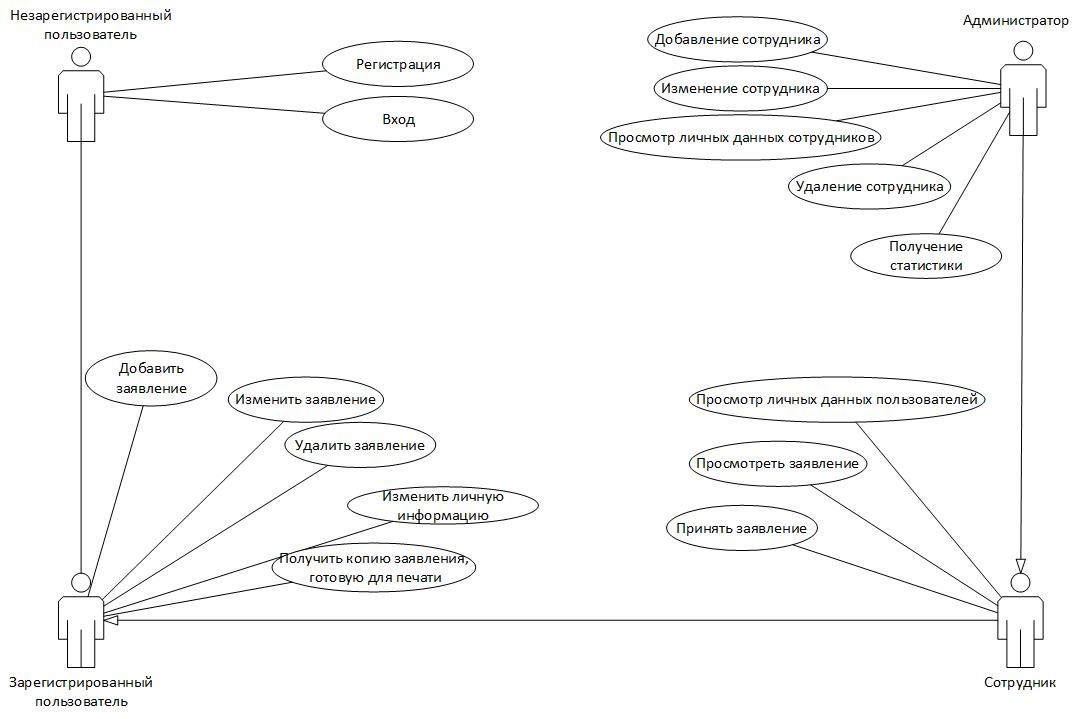 Незарегистрированный
пользователь
Администратор
Регистрация
Вход
Добавление сотрудника
Изменение сотрудника
Просмотр личных данных сотрудников
Удаление сотрудника
Получение
статистики
Добавить
заявление
Изменить заявление
Удалить заявление
Изменить личную
информацию
Получить копию заявления,
готовую для печати
Просмотр личных данных пользователей
Просмотреть заявление
Принять заявление
Зарегистрированный
пользователь
Сотрудник